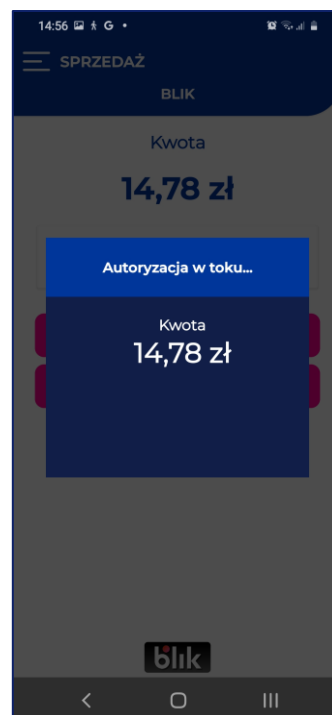 14:56 G
SPRZEDAŻ
BLIK
Kwota
14,78 zł
Autoryzacja w toku...
Kwota
14,78 zł
blik